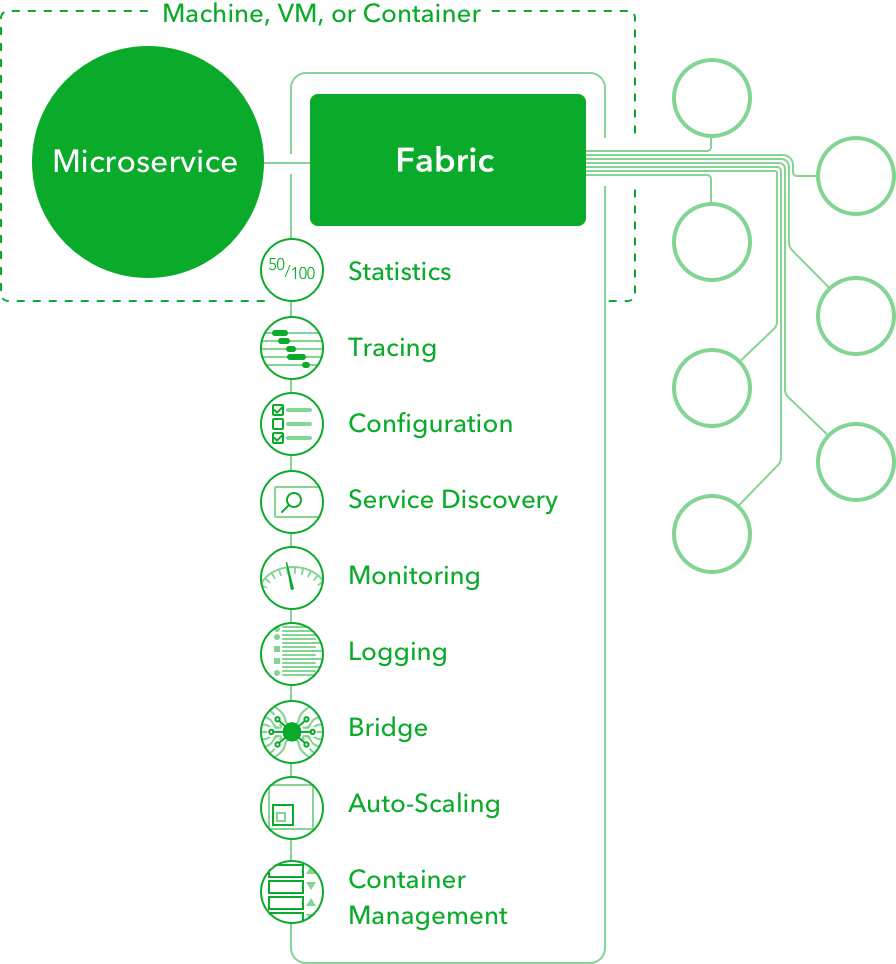 Machine, VM, or Container
Microservice
Fabric
50/100
Statistics
Tracing
Configuration
Service Discovery
Monitoring
Logging
Bridge
Auto-Scaling
Container
Management